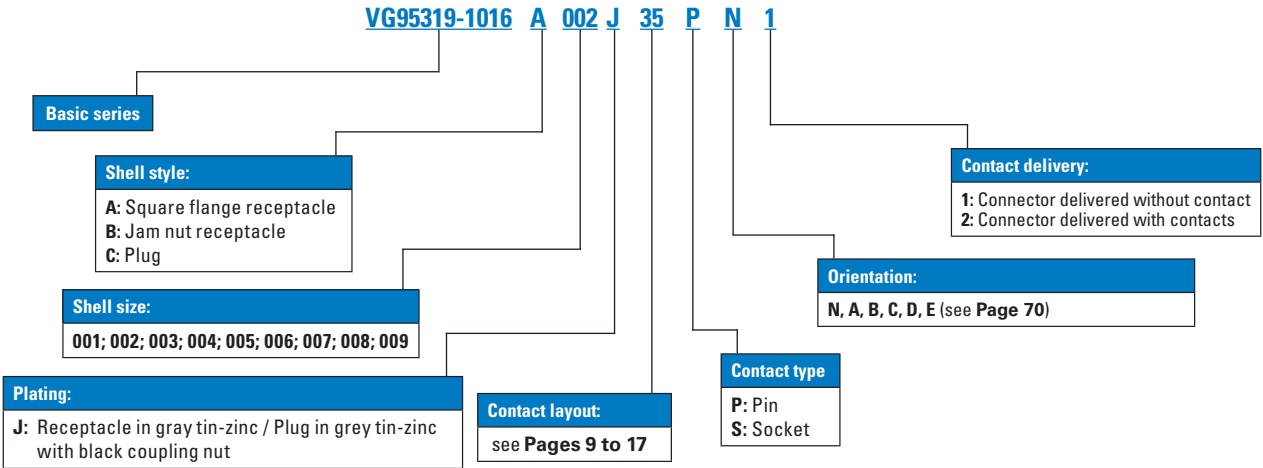 VG95319-1016 A 002 J 35 P N 1
Basic series
Shell style:
A: Square flange receptacle
B: Jam nut receptacle
C: Plug
Shell size:
001; 002; 003; 004; 005; 006; 007; 008; 009
Plating:
J: Receptacle in gray tin-zinc / Plug in grey tin-zinc
with black coupling nut
Contact layout:
see Pages 9 to 17
Contact type
P: Pin
S: Socket
Orientation:
N, A, B, C, D, E (see Page 70)
Contact delivery:
1: Connector delivered without contact
2: Connector delivered with contacts